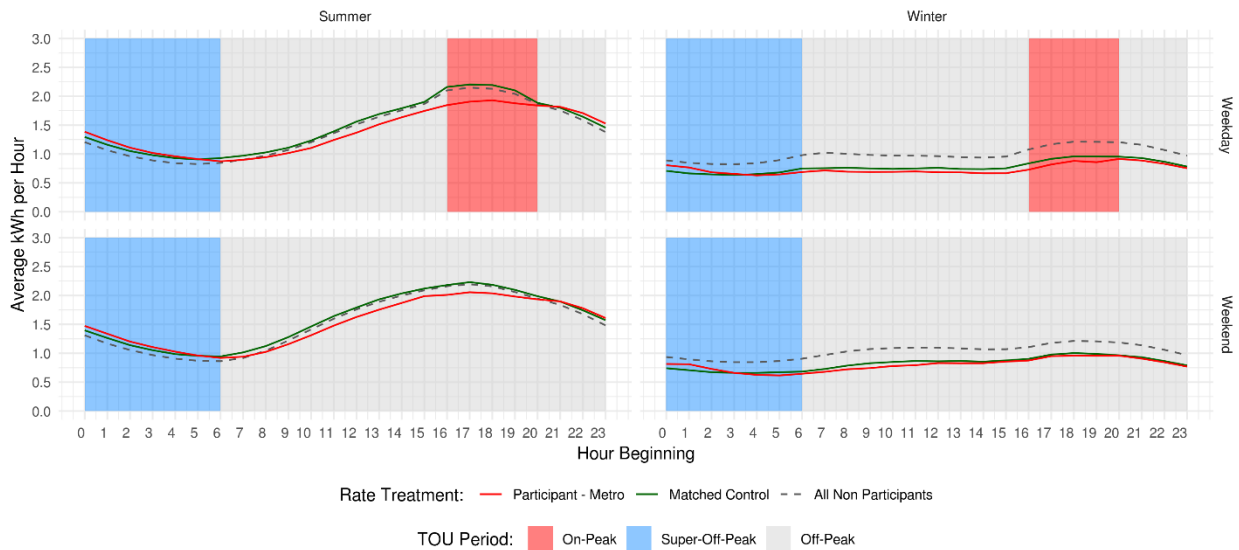 Summer
Winter
3.0
2.5
2.0
1.5
1.0
0.5
0.0
Weekday
3.0
2.5
2.0
1.5
1.0
0.5
0.0
Weekend
Average kWh per Hour
0 1 2 3 4 5 6 7 8 9 10 11 12 13 14 15 16 17 18 19 20 21 22 23
0 1 2 3 4 5 6 7 8 9 10 11 12 13 14 15 16 17 18 19 20 21 22 23
Hour Beginning
Rate Treatment: Participant - Metro Matched Control All Non Participants
TOU Period: On-Peak Super-Off-Peak Off-Peak